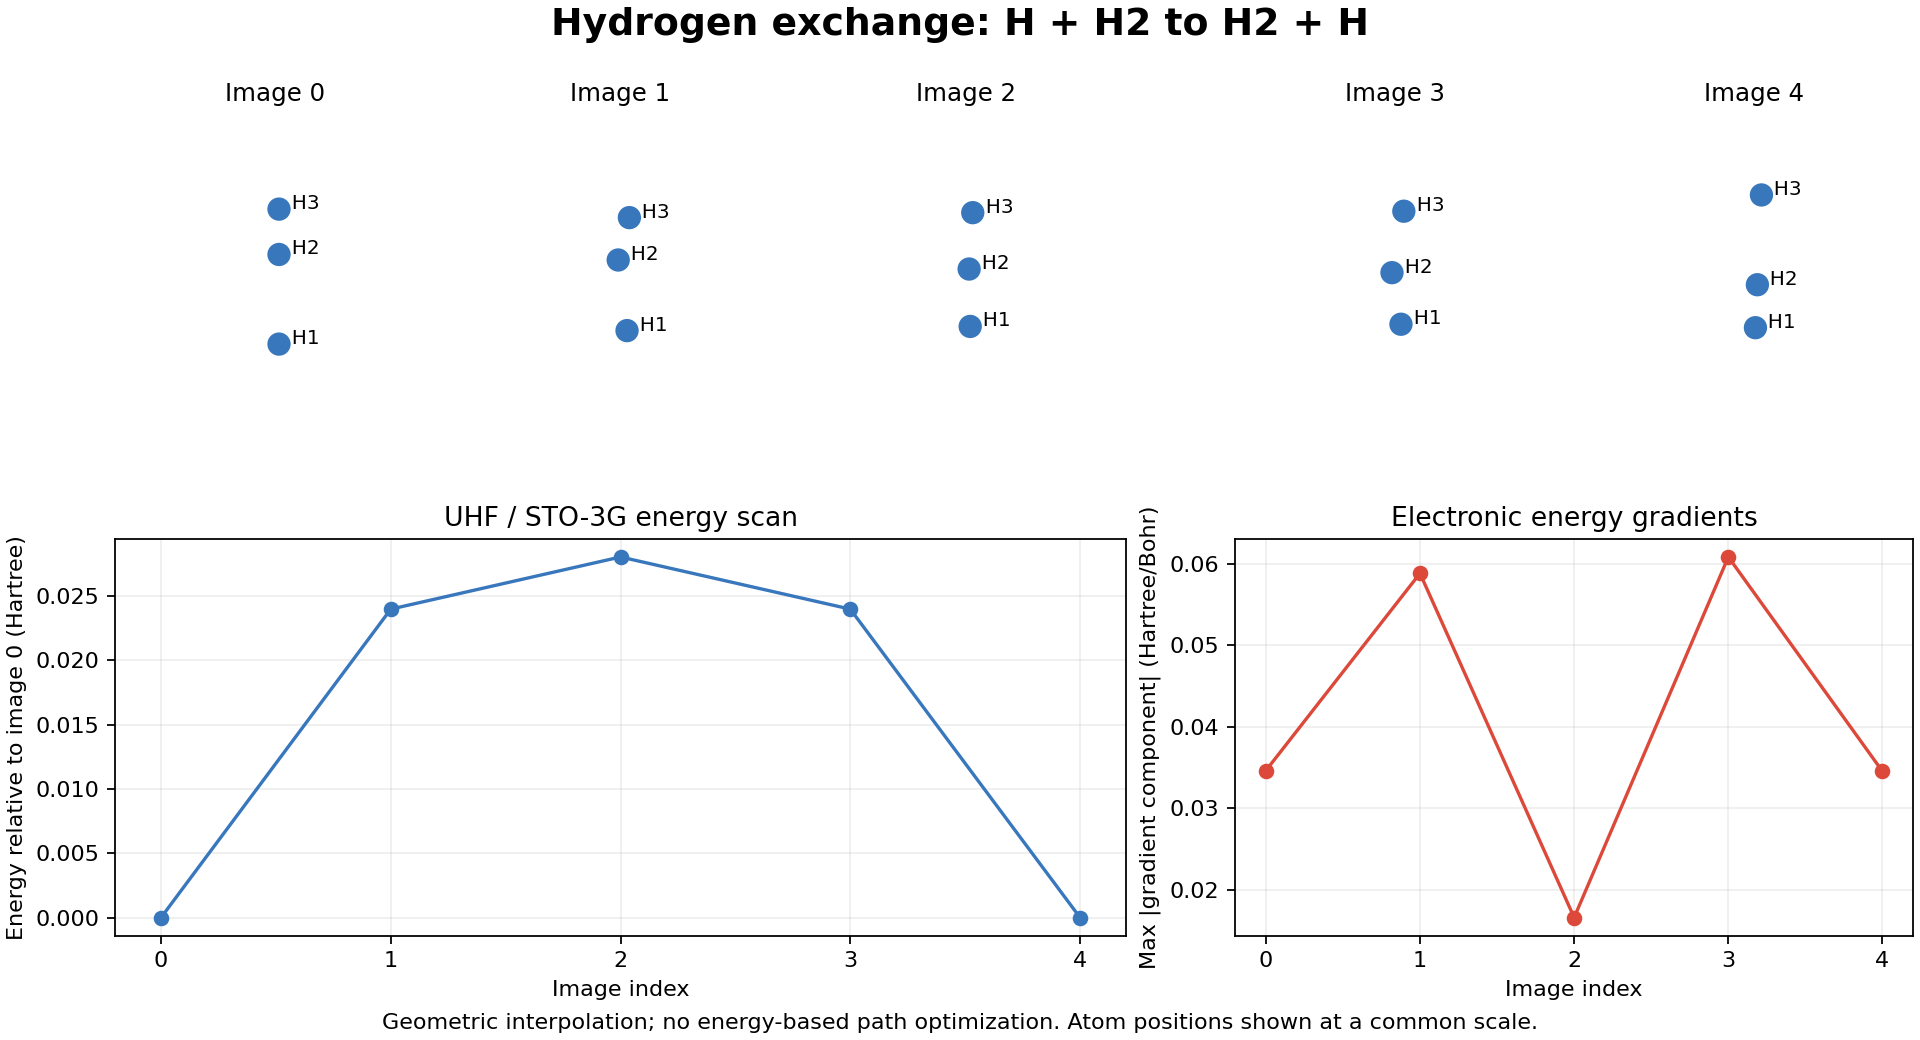 Hydrogen exchange: H + H2 to H2 + H
Image 0
Image 1
Image 2
Image 3
Image 4
H3
H2
H1
H3
H2
H1
H3
H2
H1
H3
H2
H1
H3
H2
H1
UHF / STO-3G energy scan
Energy relative to image 0 (Hartree)
0.025
0.020
0.015
0.010
0.005
0.000
0
1
2
3
4
Image index
Electronic energy gradients
Max |gradient component| (Hartree/Bohr)
0.06
0.05
0.04
0.03
0.02
0
1
2
3
4
Image index
Geometric interpolation; no energy-based path optimization. Atom positions shown at a common scale.